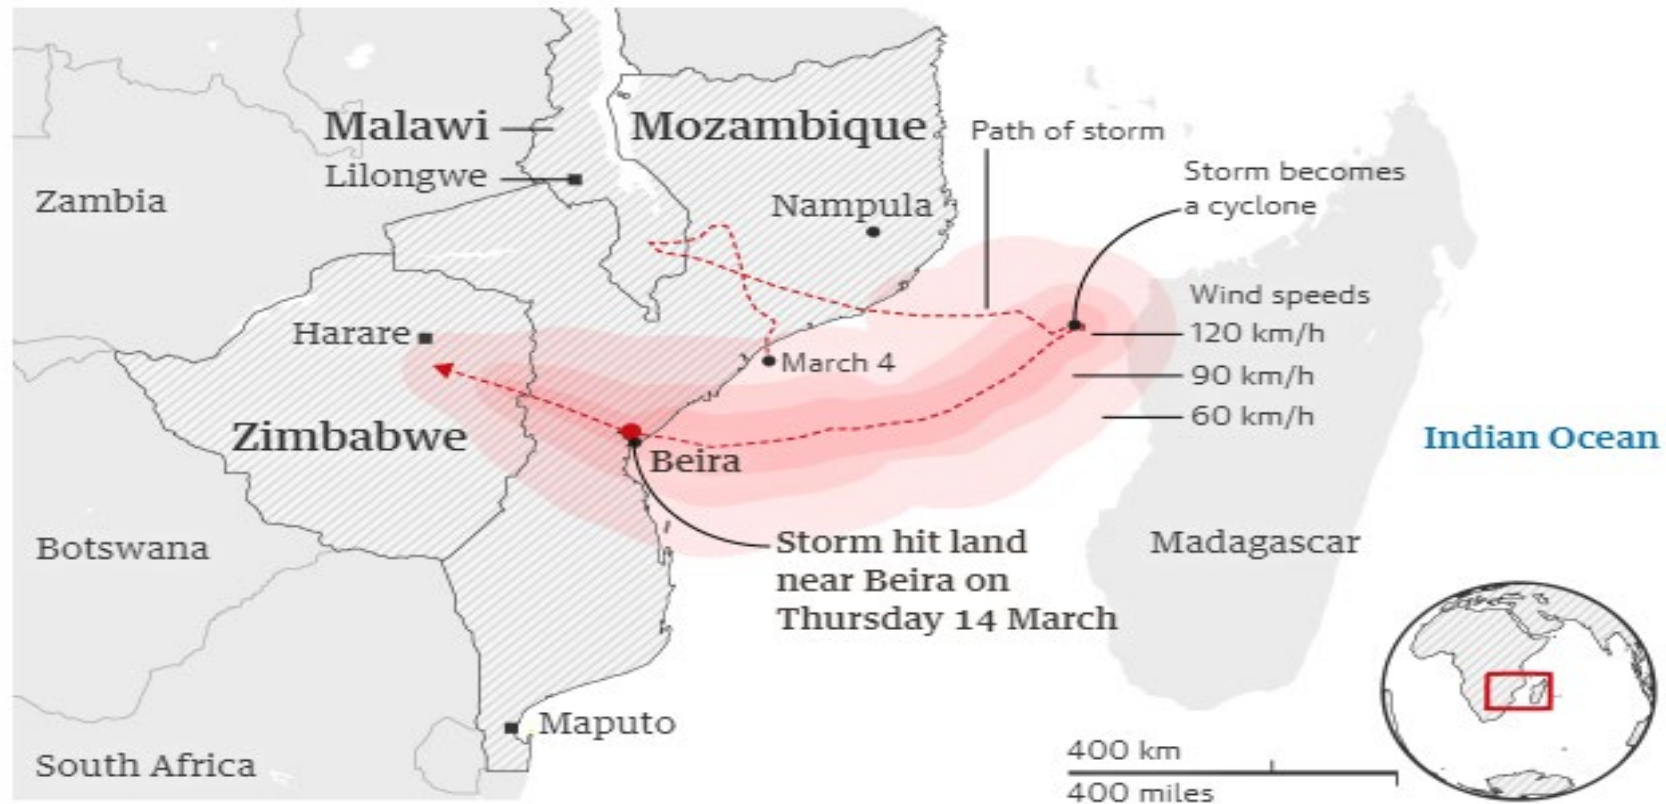 Malawi
Mozambique
Path of storm
Lilongwe
Storm becomes
a cyclone
Zambia
Nampula
Wind speeds
Harare
120 km/h
March 4
90 km/h
60 km/h
Zimbabwe
Indian Ocean
Beira
Botswana
Storm hit land
near Beira on
Thursday 14 March
Madagascar
Maputo
South Africa
400 km
400 miles